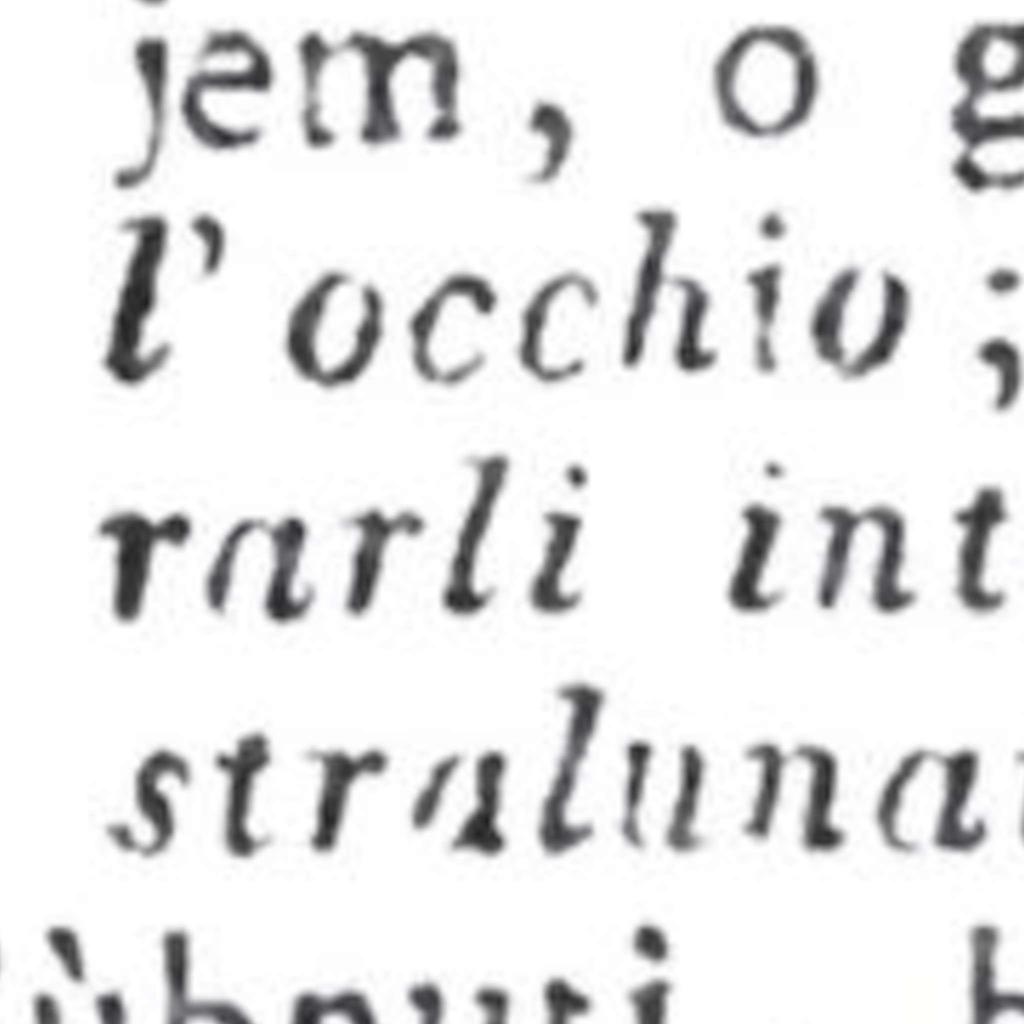 jem, o
l' occhio;
rarli int
straluna